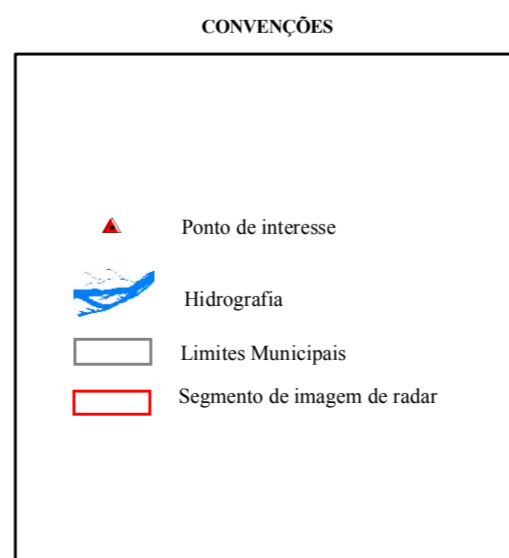 CONVENÇÕES
Ponto de interesse
Hidrografia
Limites Municipais
Segmento de imagem de radar